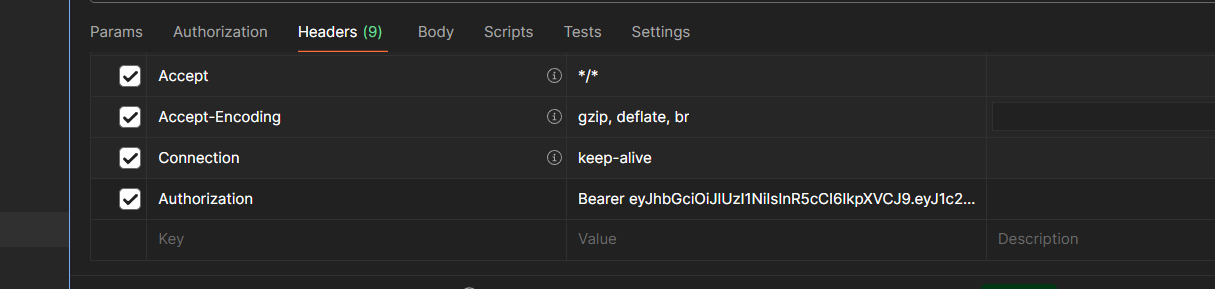 Params Authorization Headers (9) Body Scripts Tests Settings
Accept */*
Accept-Encoding gzip, deflate, br
Connection keep-alive
Authorization Bearer eyJhbGciOiJIUzI1NiIsInR5cCI6IkpXVCJ9.eyJ1c2...
Key Value Description